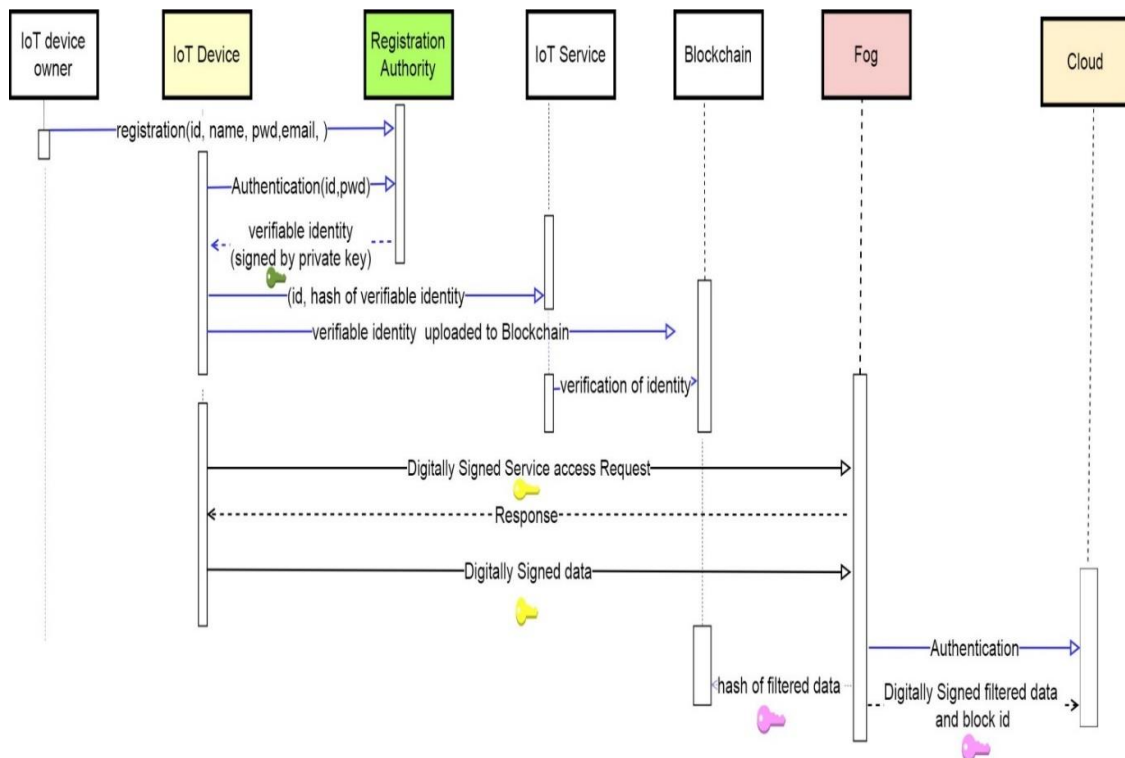 IoT device
owner
IoT Device
Registration
Authority
IoT Service
Blockchain
Fog
Cloud
registration(id, name, pwd,email, )
Authentication(id,pwd)
verifiable identity
(signed by private key)
(id, hash of verifiable identity
verifiable identity uploaded to Blockchain
verification of identity
Digitally Signed Service access Request
Response
Digitally Signed data
Authentication
hash of filtered data
Digitally Signed filtered data
and block id